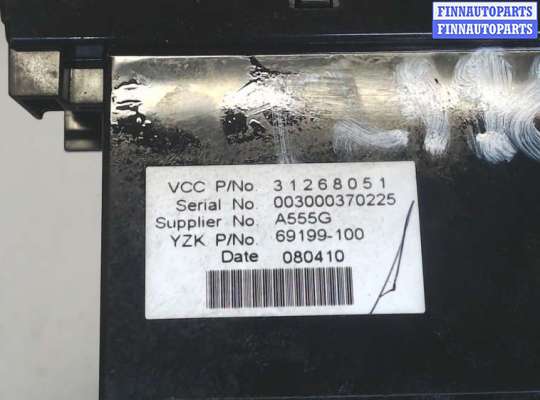 FINNAUTOPARTS
FINNAUTOPARTS
VCC P/No. 31268051
Serial No. 003000370225
Supplier No. A555G
YZK P/No. 69199-100
Date 080410